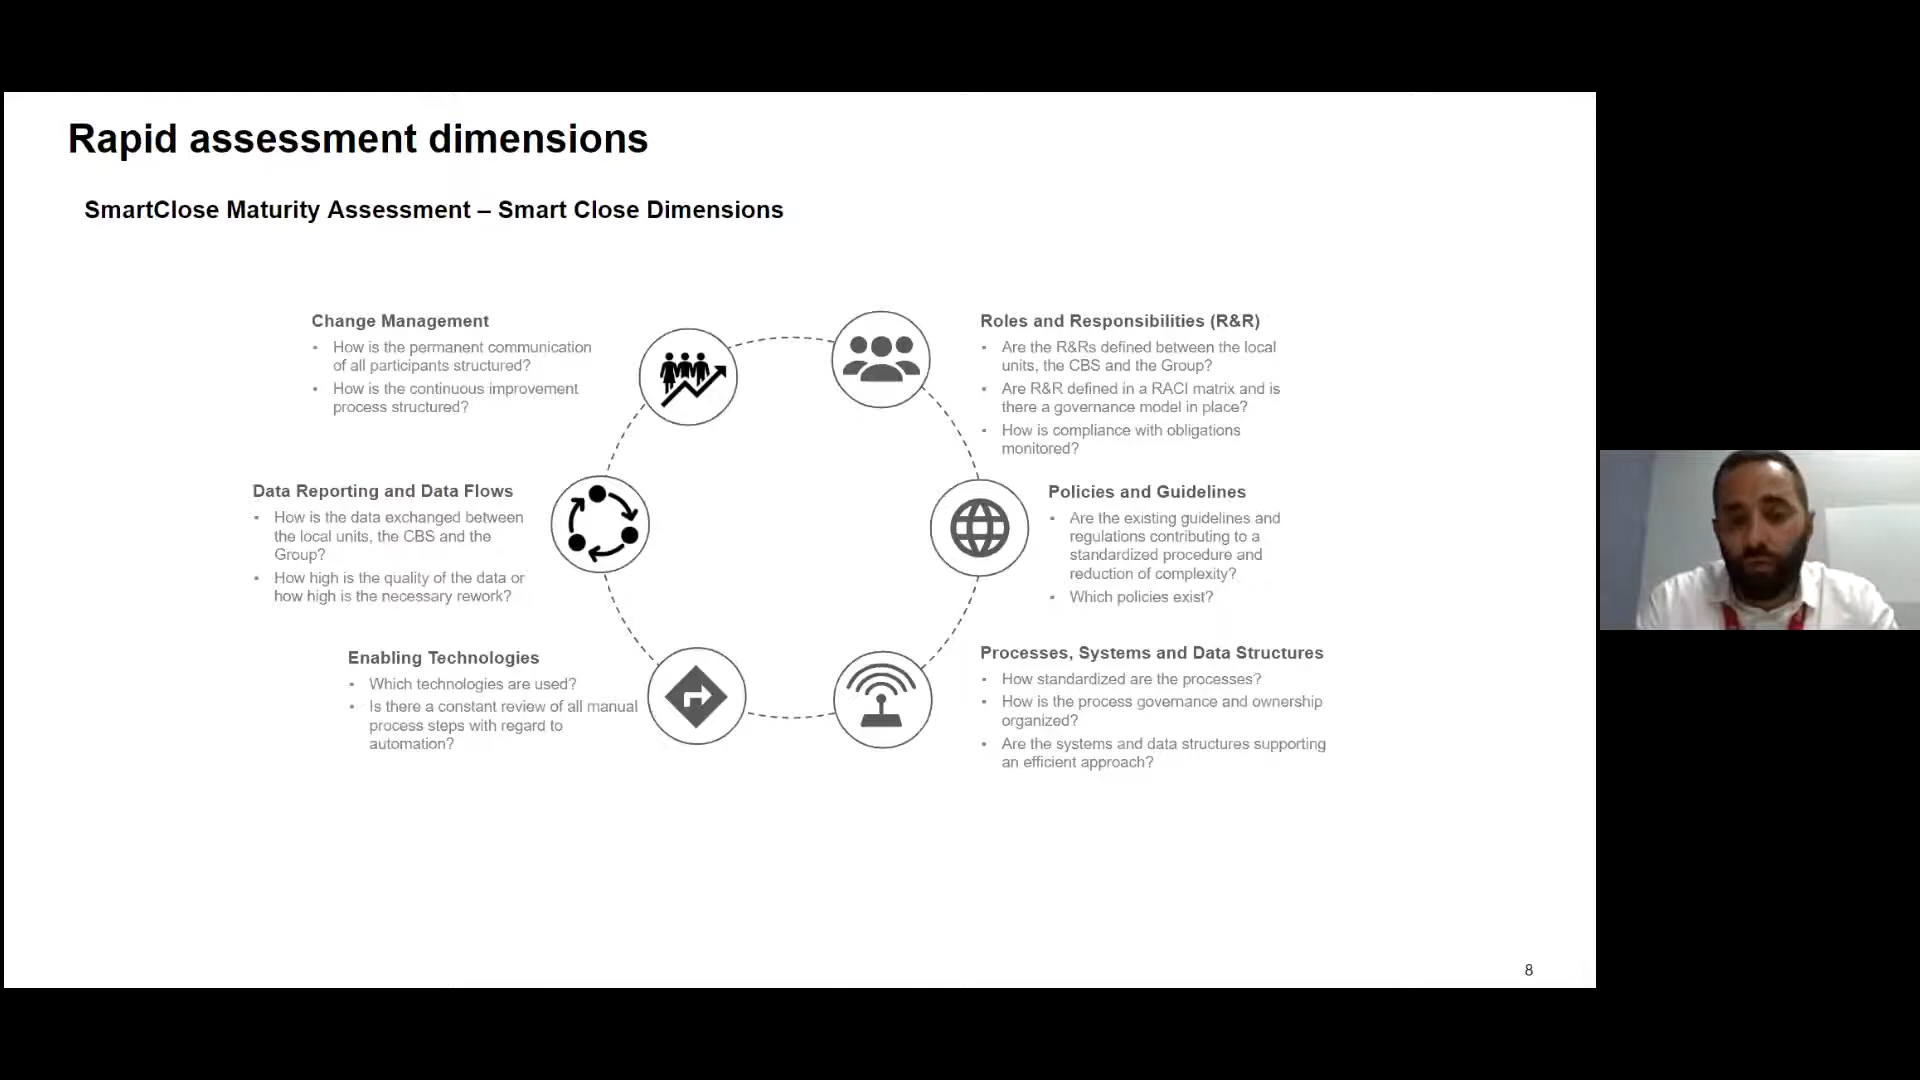 Rapid assessment dimensions
SmartClose Maturity Assessment – Smart Close Dimensions
Change Management
▪ How is the permanent communication
of all participants structured?
▪ How is the continuous improvement
process structured?
Roles and Responsibilities (R&R)
▪ Are the R&Rs defined between the local
units, the CBS and the Group?
▪ Are R&R defined in a RACI matrix and is
there a governance model in place?
▪ How is compliance with obligations
monitored?
Data Reporting and Data Flows
▪ How is the data exchanged between
the local units, the CBS and the
Group?
▪ How high is the quality of the data or
how high is the necessary rework?
Policies and Guidelines
▪ Are the existing guidelines and
regulations contributing to a
standardized procedure and
reduction of complexity?
▪ Which policies exist?
Enabling Technologies
▪ Which technologies are used?
▪ Is there a constant review of all manual
process steps with regard to
automation?
Processes, Systems and Data Structures
▪ How standardized are the processes?
▪ How is the process governance and ownership
organized?
▪ Are the systems and data structures supporting
an efficient approach?
8